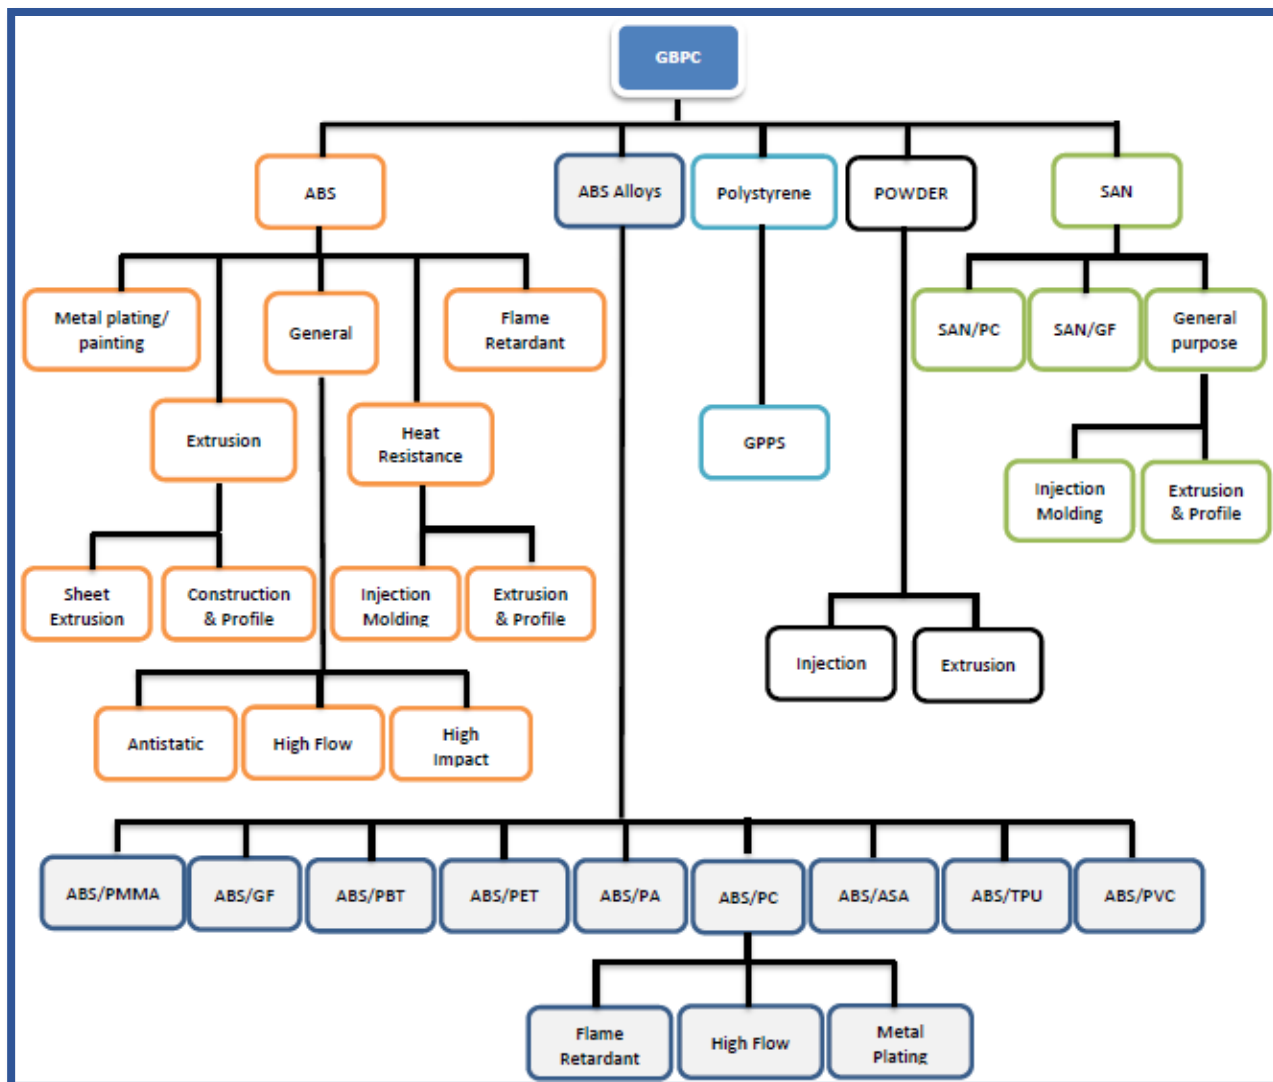 GBPC
ABS
ABS Alloys
Polystyrene
POWDER
SAN
Metal plating/
painting
General
Flame
Retardant
SAN/PC
SAN/GF
General
purpose
Extrusion
Heat
Resistance
GPPS
Injection
Molding
Extrusion
& Profile
Sheet
Extrusion
Construction
& Profile
Injection
Molding
Extrusion
& Profile
Injection
Extrusion
Antistatic
High Flow
High
Impact
ABS/PMMA
ABS/GF
ABS/PBT
ABS/PET
ABS/PA
ABS/PC
ABS/ASA
ABS/TPU
ABS/PVC
Flame
Retardant
High Flow
Metal
Plating